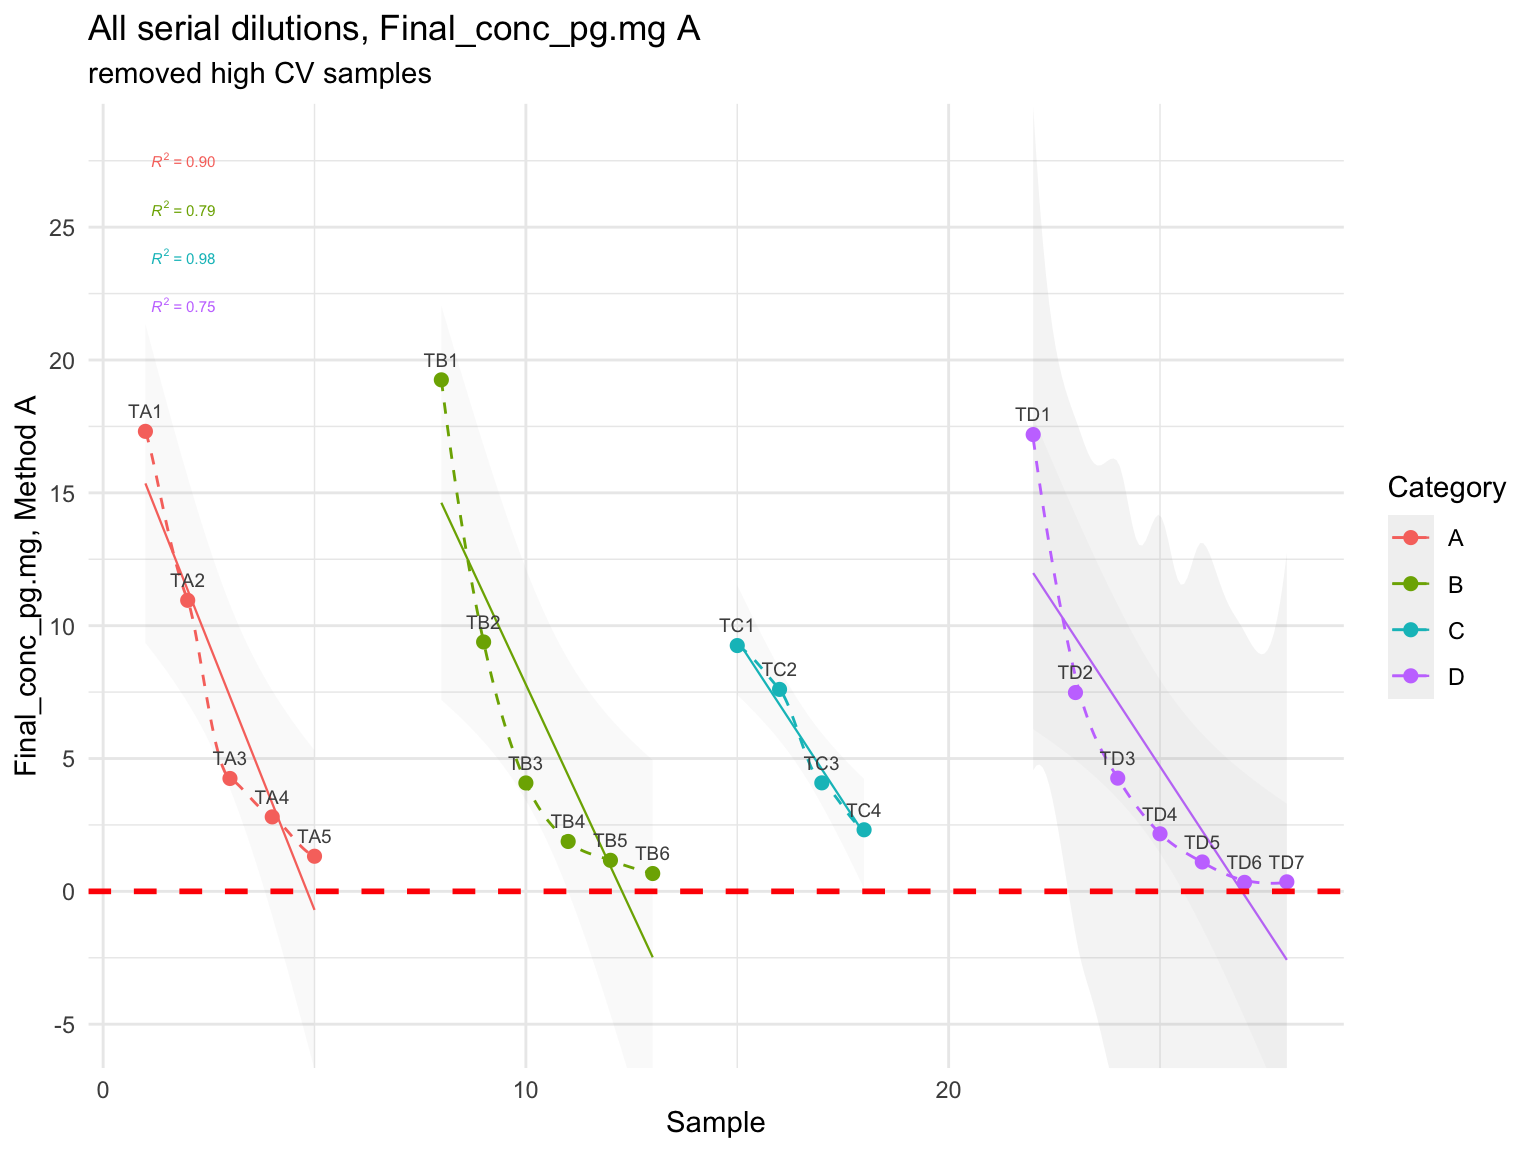 All serial dilutions, Final_conc_pg.mg A
removed high CV samples
Final_conc_pg.mg, Method A
R² = 0.90
R² = 0.79
R² = 0.98
R² = 0.75
25
20
15
10
5
0
-5
TA1
TA2
TA3
TA4
TA5
TB1
TB2
TB3
TB4
TB5
TB6
TC1
TC2
TC3
TC4
TD1
TD2
TD3
TD4
TD5
TD6
TD7
0
10
20
Sample
Category
A
B
C
D